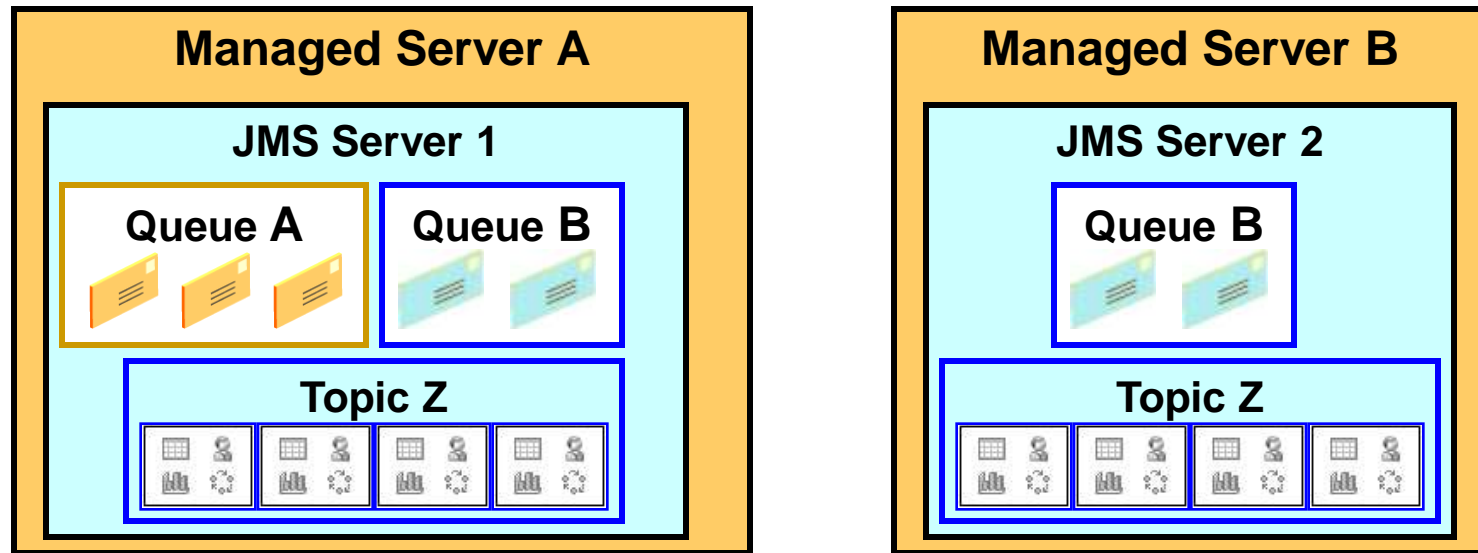 Managed Server A
JMS Server 1
Queue A
Queue B
Topic Z
Managed Server B
JMS Server 2
Queue B
Topic Z